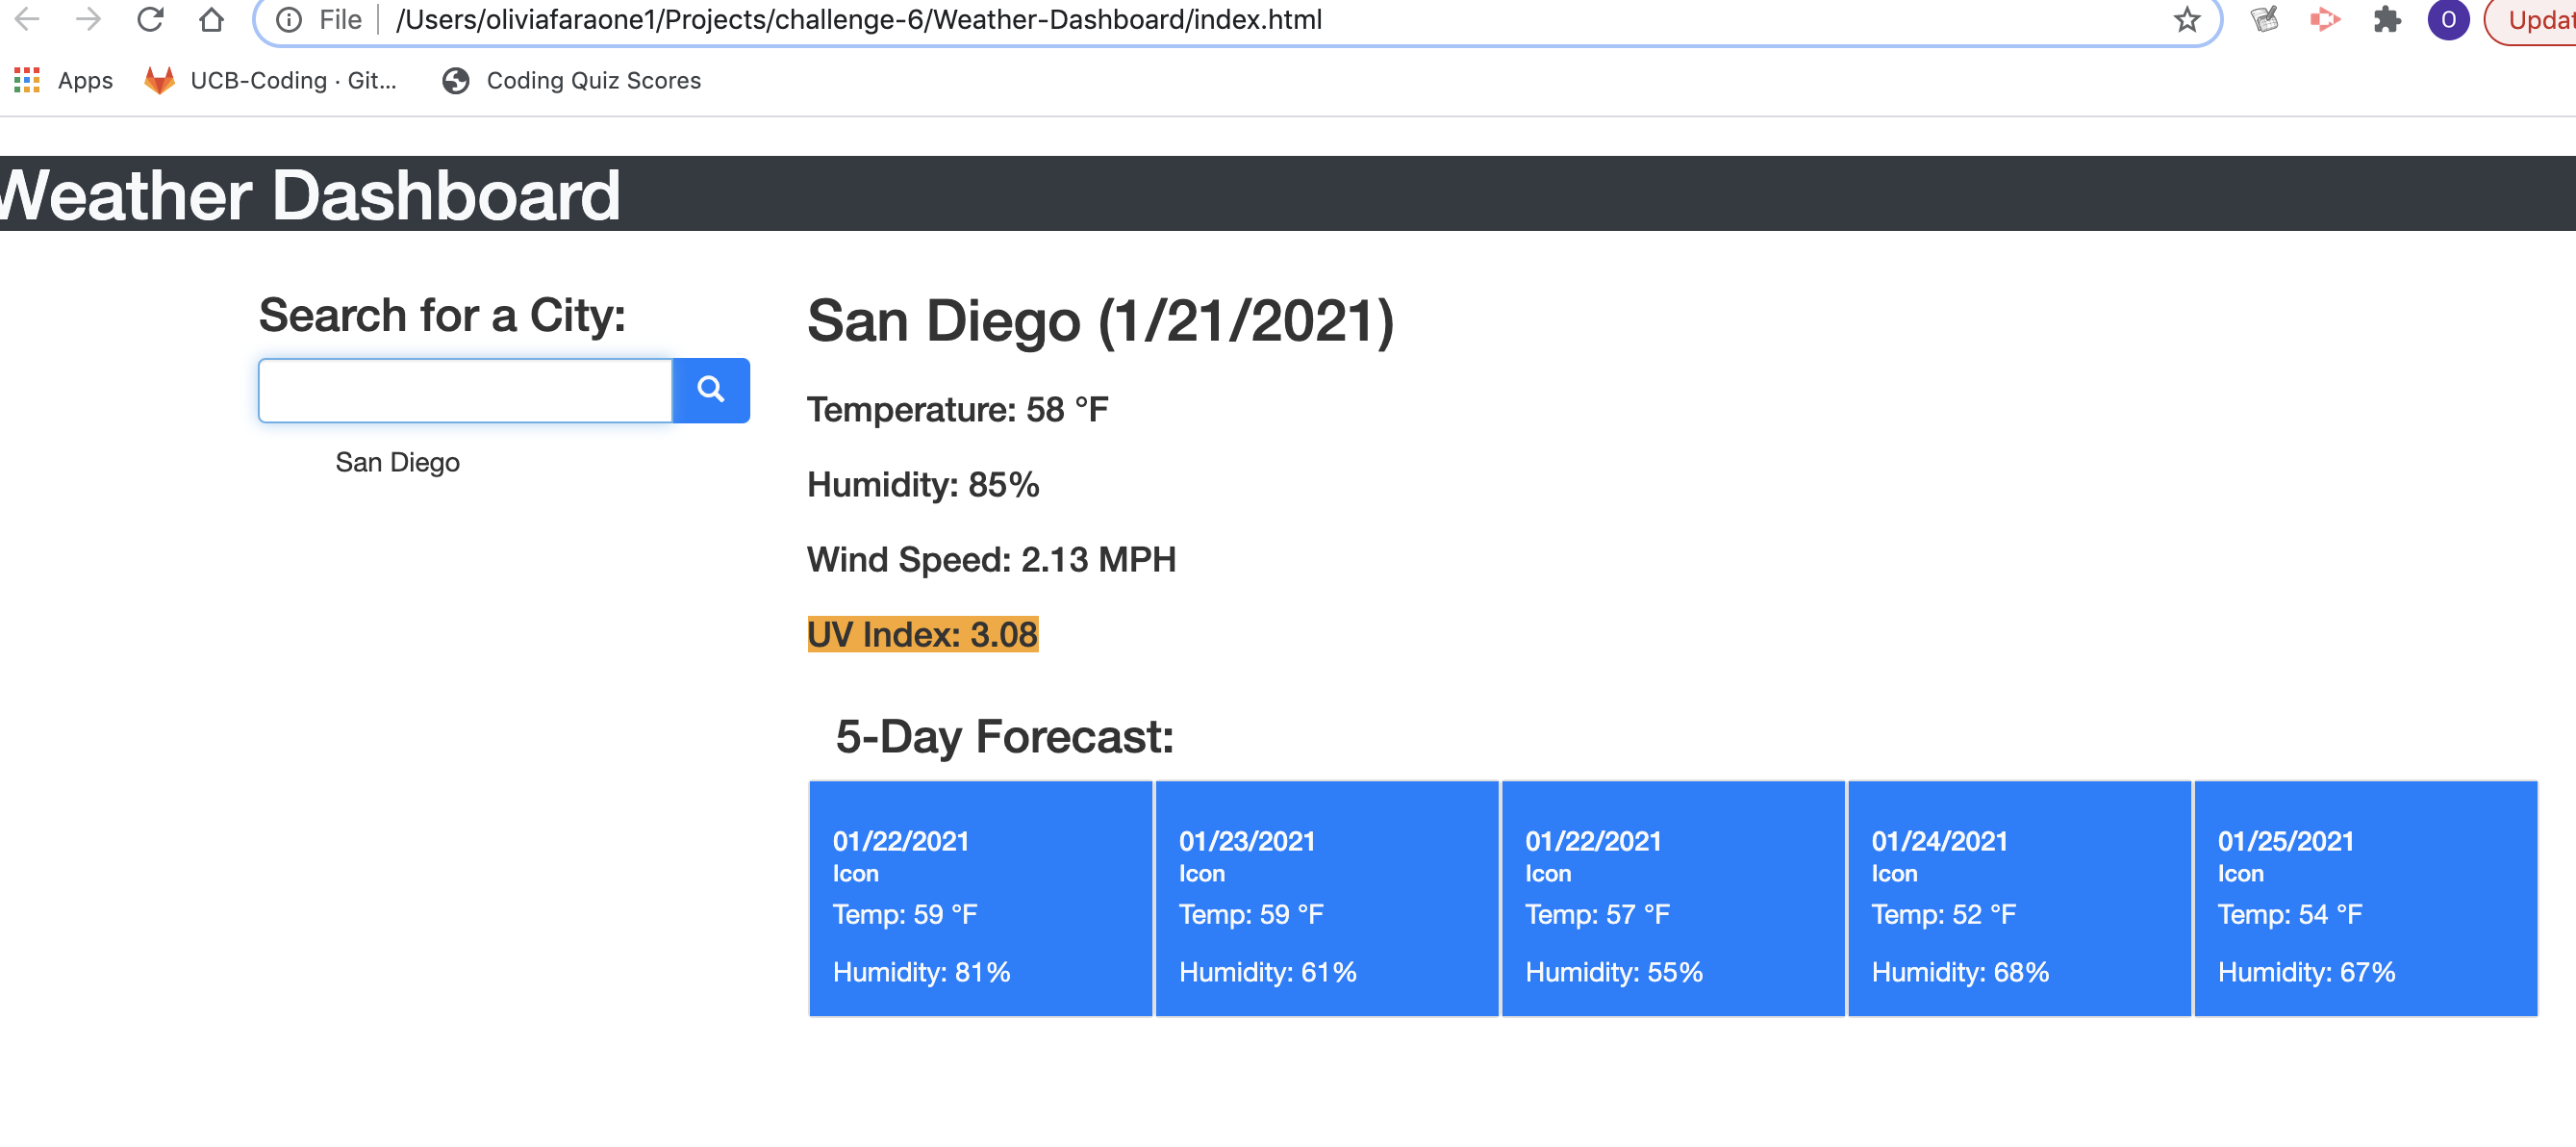 File /Users/oliviafaraone1/Projects/challenge-6/Weather-Dashboard/index.html O Updat
Apps UCB-Coding · Git... Coding Quiz Scores
Weather Dashboard
Search for a City:
San Diego
San Diego (1/21/2021)
Temperature: 58 °F
Humidity: 85%
Wind Speed: 2.13 MPH
UV Index: 3.08
5-Day Forecast:
01/22/2021
Icon
Temp: 59 °F
Humidity: 81%
01/23/2021
Icon
Temp: 59 °F
Humidity: 61%
01/22/2021
Icon
Temp: 57 °F
Humidity: 55%
01/24/2021
Icon
Temp: 52 °F
Humidity: 68%
01/25/2021
Icon
Temp: 54 °F
Humidity: 67%